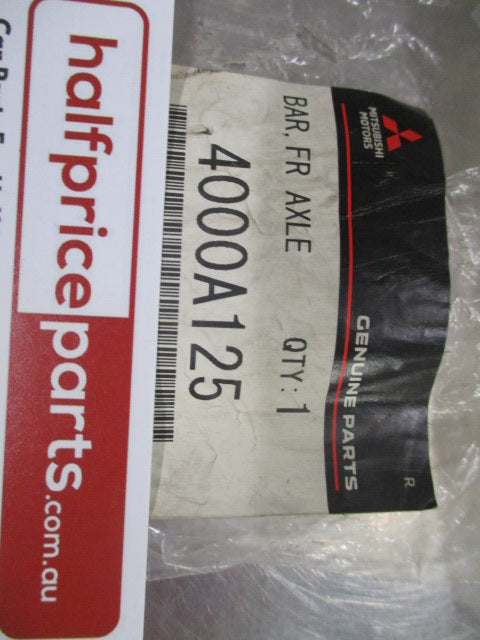 MITSUBISHI
MOTORS
GENUINE PARTS
R
BAR, FR AXLE QTY: 1
4000A125
halfpriceparts.com.au